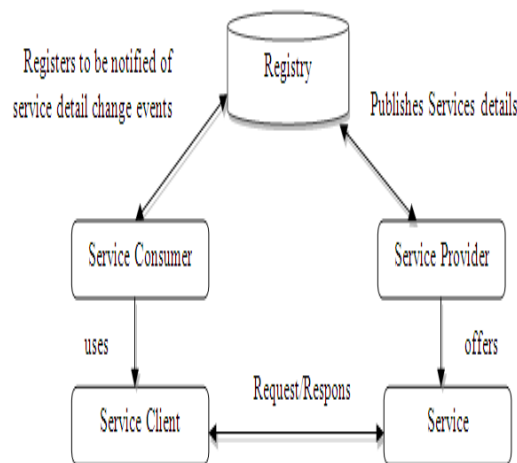 Registry
Registers to be notified of
service detail change events
Publishes Services details
Service Consumer
Service Provider
uses
offers
Request/Respons
Service Client
Service